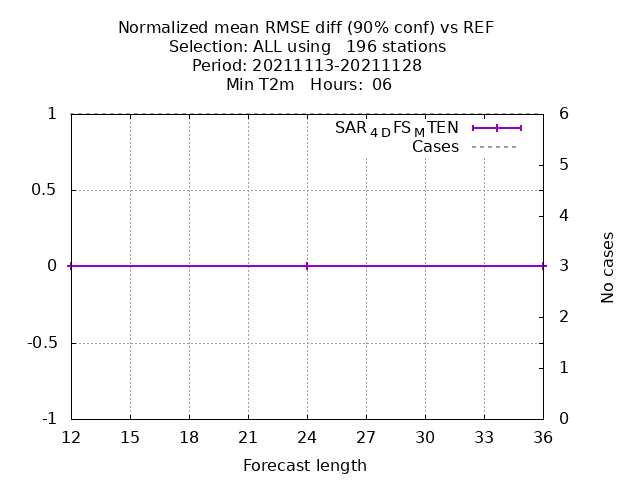 Normalized mean RMSE diff (90% conf) vs REF
Selection: ALL using 196 stations
Period: 20211113-20211128
Min T2m Hours: 06
SAR4DFSMTEN
Cases
1
0.5
0
-0.5
-1
6
5
4
3
2
1
0
No cases
12 15 18 21 24 27 30 33 36
Forecast length